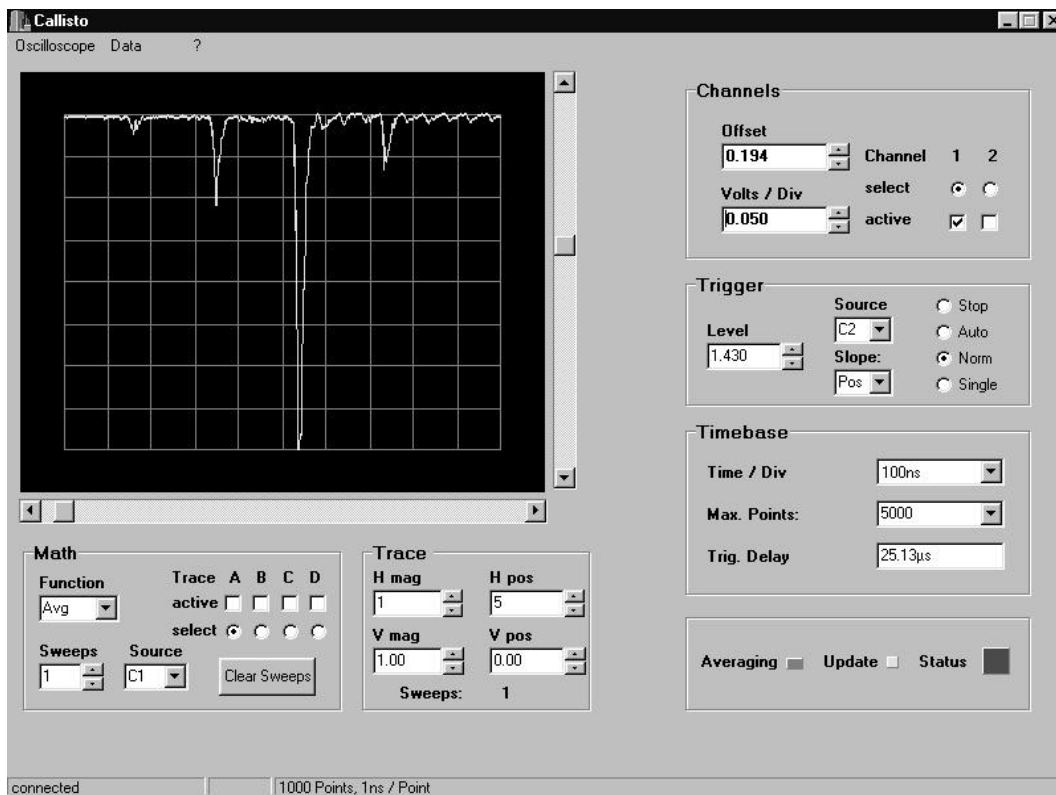 Callisto
Oscilloscope Data ?
Channels
Offset
0.194
Channel 1 2
select
Volts / Div
0.050
active
Trigger
Source
Stop
Level
C2
Auto
1.430
Slope:
Norm
Pos
Single
Timebase
Time / Div
100ns
Max. Points:
5000
Trig. Delay
25.13µs
Math
Function
Trace A B C D
Avg
active
select
Sweeps
Source
1
C1
Clear Sweeps
Trace
H mag
H pos
1
5
V mag
V pos
1.00
0.00
Sweeps: 1
Averaging
Update
Status
connected
1000 Points, 1ns / Point